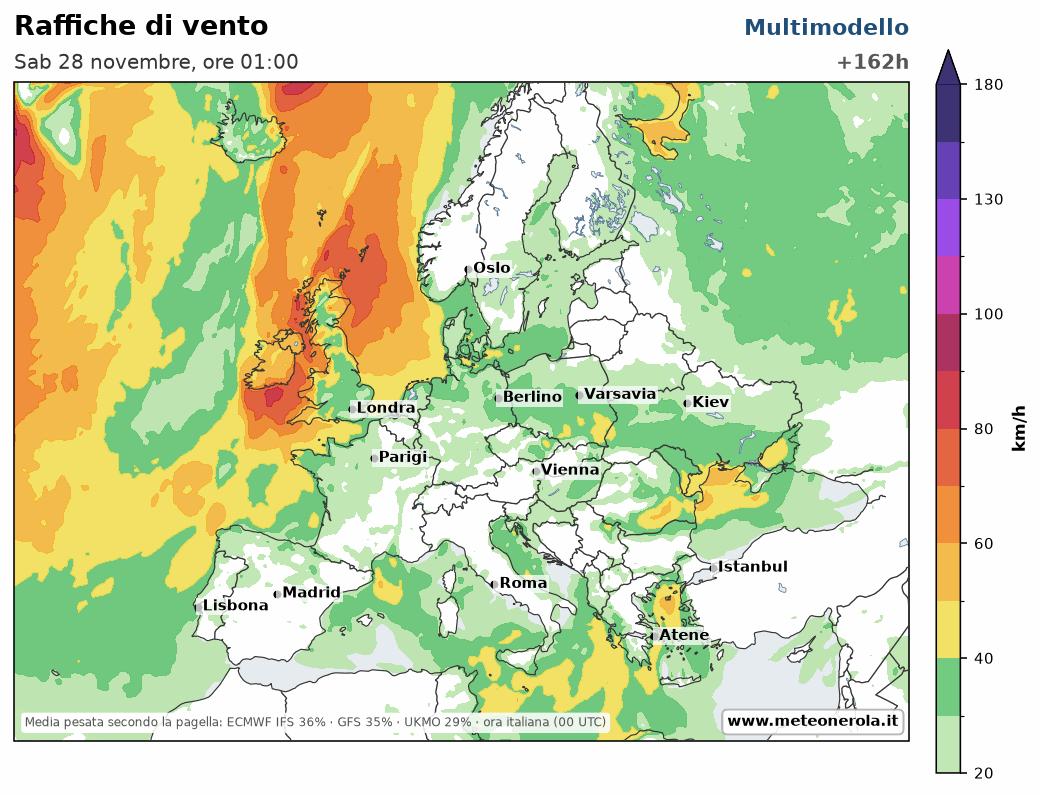 Raffiche di vento
Multimodello
Sab 28 novembre, ore 01:00
+162h
180
130
100
80
60
40
20
km/h
Oslo
Berlino
Varsavia
Kiev
Londra
Parigi
Vienna
Istanbul
Roma
Madrid
Lisbona
Atene
Media pesata secondo la pagella: ECMWF IFS 36% · GFS 35% · UKMO 29% · ora italiana (00 UTC)
www.meteonerola.it